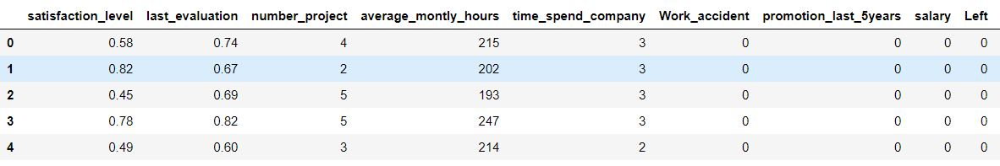 satisfaction_level last_evaluation number_project average_montly_hours time_spend_company Work_accident promotion_last_5years salary Left
0 0.58 0.74 4 215 3 0 0 0 0
1 0.82 0.67 2 202 3 0 0 0 0
2 0.45 0.69 5 193 3 0 0 0 0
3 0.78 0.82 5 247 3 0 0 0 0
4 0.49 0.60 3 214 2 0 0 0 0